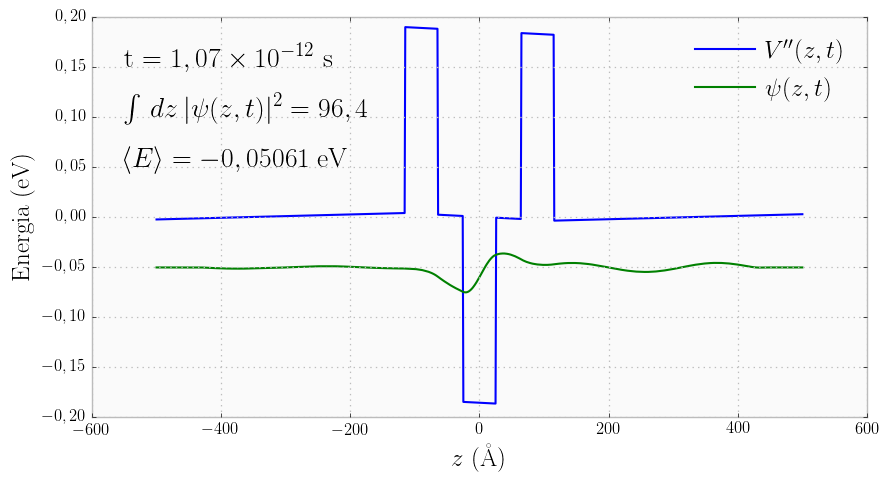 t = 1,07 × 10⁻¹² s
∫ dz |ψ(z, t)|² = 96,4
⟨E⟩ = −0,05061 eV
V′′(z, t)
ψ(z, t)
Energia (eV)
0,20
0,15
0,10
0,05
0,00
−0,05
−0,10
−0,15
−0,20
−600 −400 −200 0 200 400 600
z (Å)